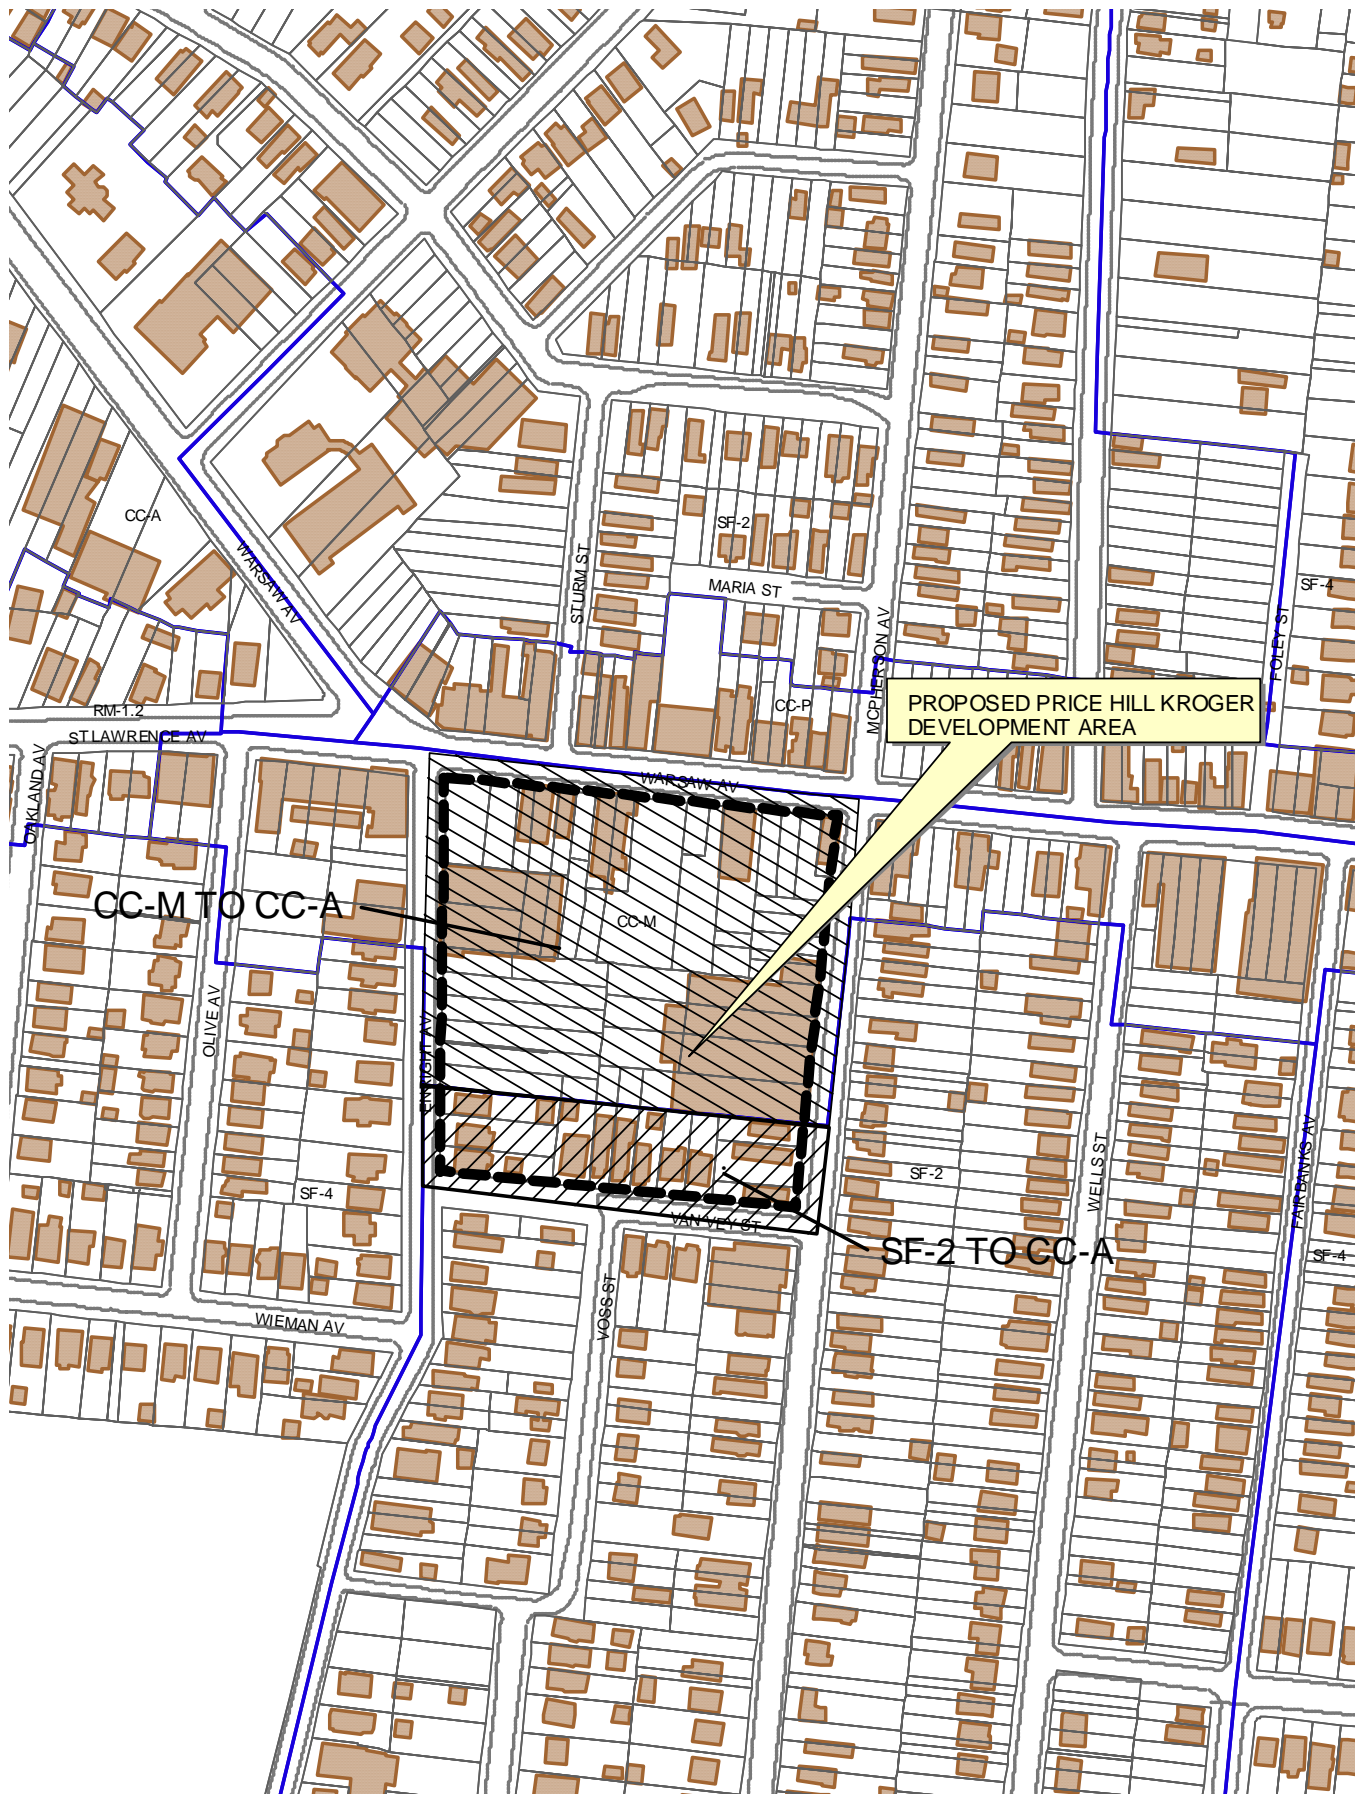 CC-A
WARSAW AV
STURM ST
SF-2
MARIA ST
SF-4
FOLEY ST
MCPHERSON AV
CC-P
PROPOSED PRICE HILL KROGER
DEVELOPMENT AREA
RM-1.2
ST LAWRENCE AV
OAKLAND AV
WARSAW AV
CC-M TO CC-A
CC-M
OLIVE AV
ENRIGHT AV
SF-4
SF-2
WELLS ST
FAIRBANKS AV
VAN VEY ST
SF-2 TO CC-A
SF-4
VOSS ST
WIEMAN AV